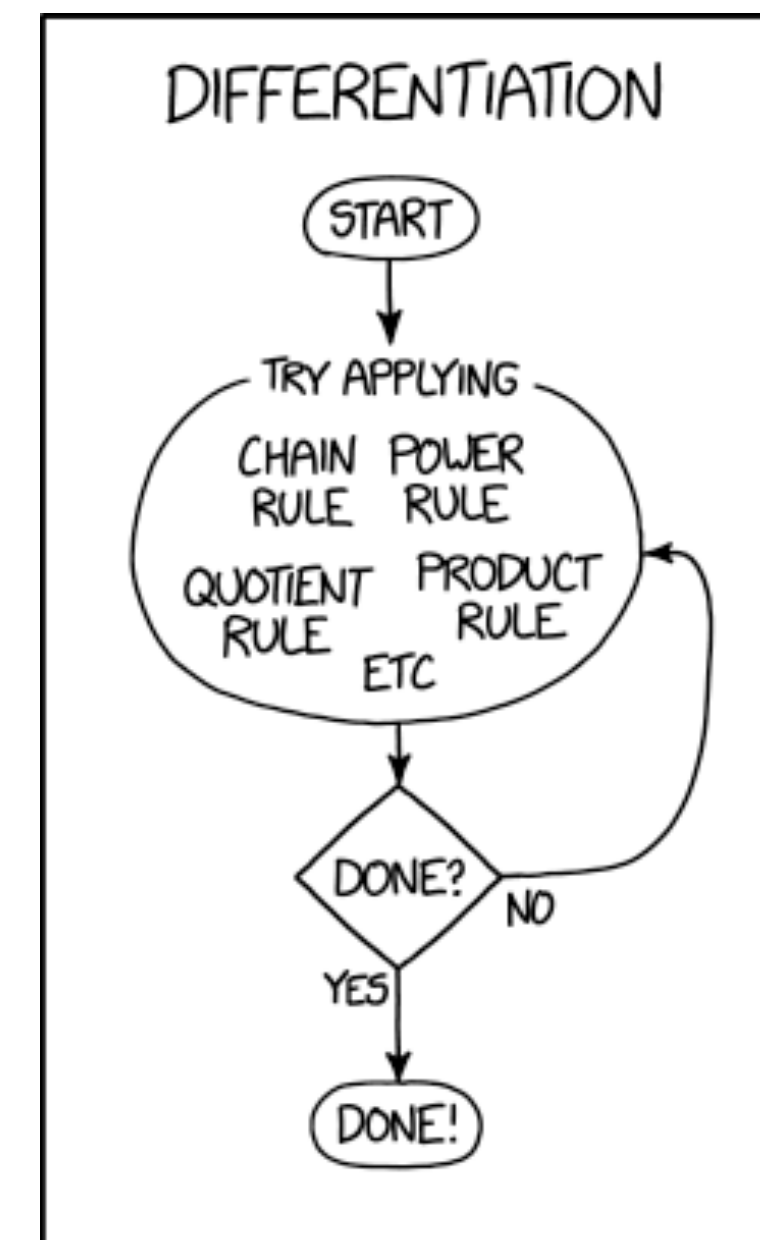 DIFFERENTIATION
START
TRY APPLYING
CHAIN
RULE
POWER
RULE
QUOTIENT
RULE
PRODUCT
RULE
ETC
DONE?
NO
YES
DONE!